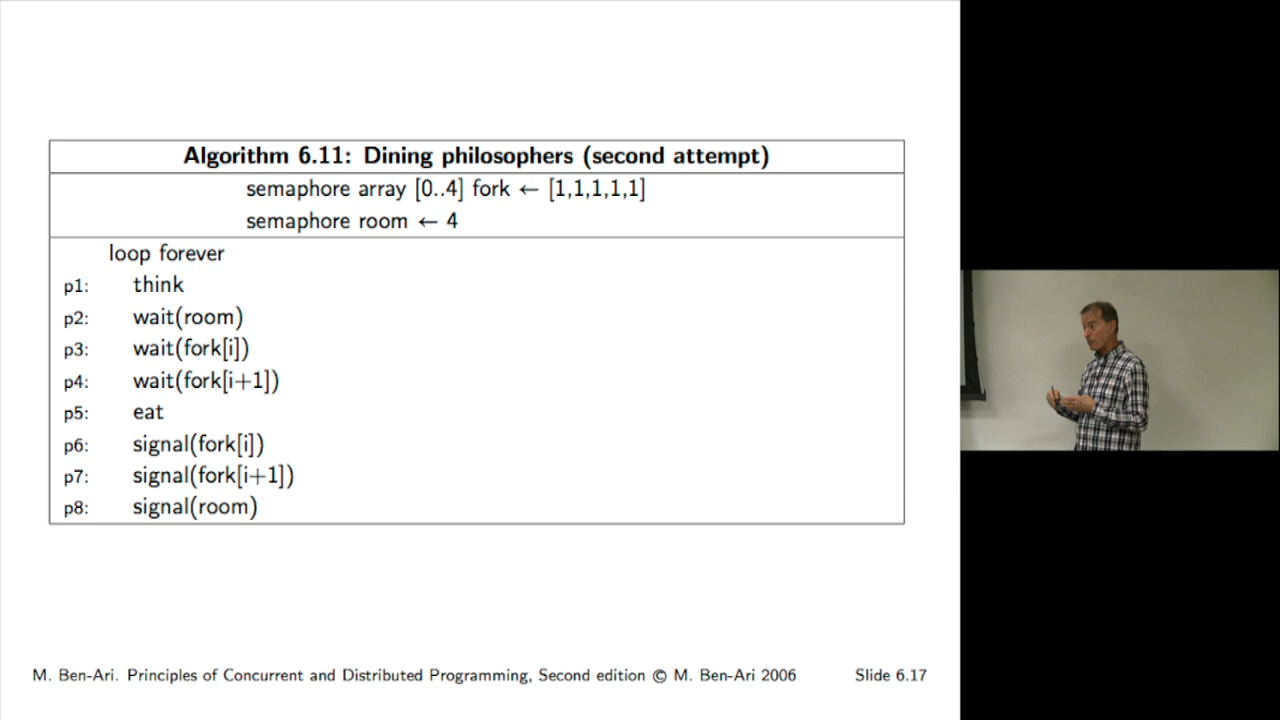 Algorithm 6.11: Dining philosophers (second attempt)
semaphore array [0..4] fork ← [1,1,1,1,1]
semaphore room ← 4
loop forever
p1: think
p2: wait(room)
p3: wait(fork[i])
p4: wait(fork[i+1])
p5: eat
p6: signal(fork[i])
p7: signal(fork[i+1])
p8: signal(room)
M. Ben-Ari. Principles of Concurrent and Distributed Programming, Second edition © M. Ben-Ari 2006 Slide 6.17